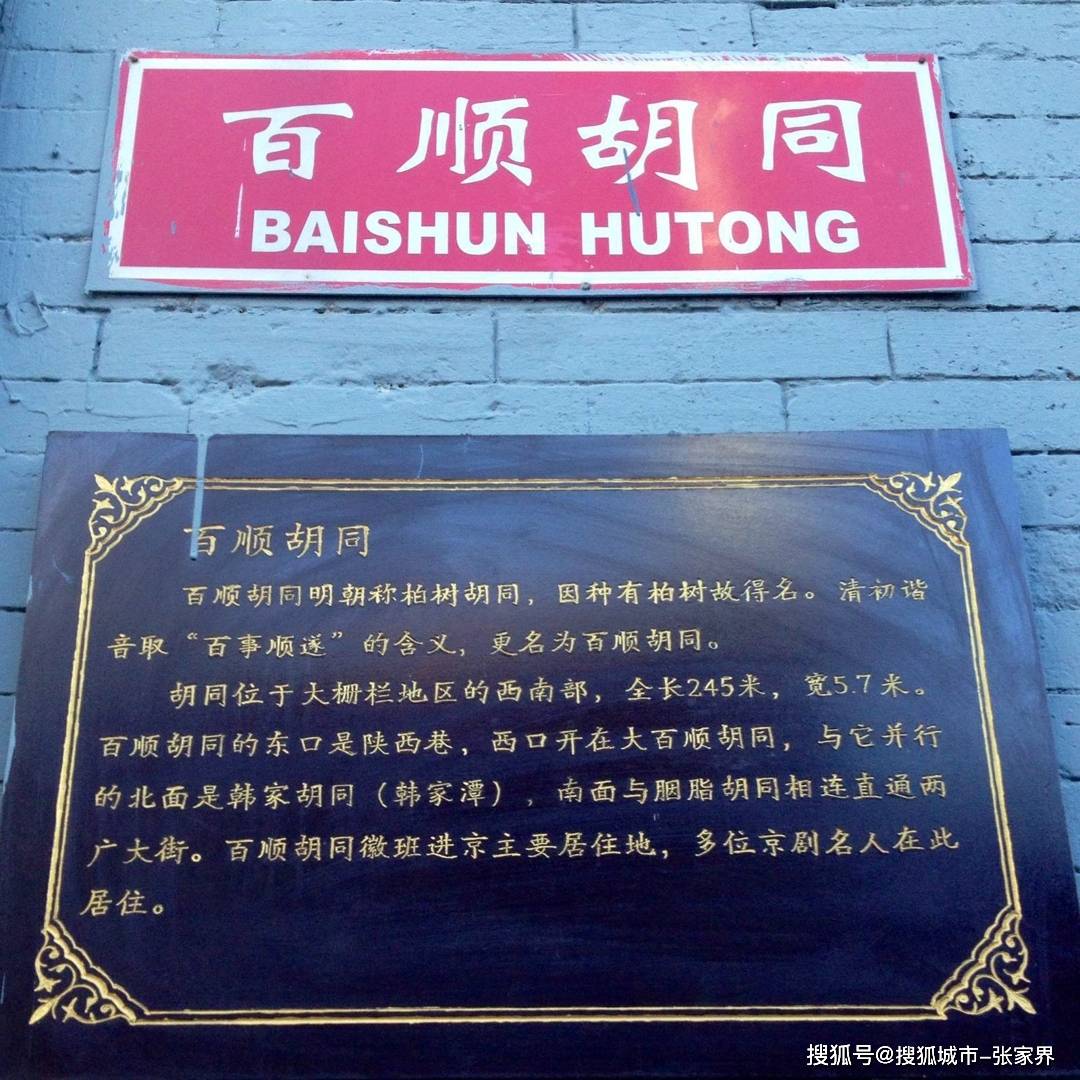 百顺胡同
BAISHUN HUTONG
百顺胡同
百顺胡同明朝称柏树胡同，因种有柏树故得名。清初谐
音取“百事顺遂”的含义，更名为百顺胡同。
胡同位于大栅栏地区的西南部，全长245米，宽5.7米。
百顺胡同的东口是陕西巷，西口开在大百顺胡同，与它并行
的北面是韩家胡同（韩家潭），南面与胭脂胡同相连直通两
广大街。百顺胡同徽班进京主要居住地，多位京剧名人在此
居住。
搜狐号@搜狐城市-张家界